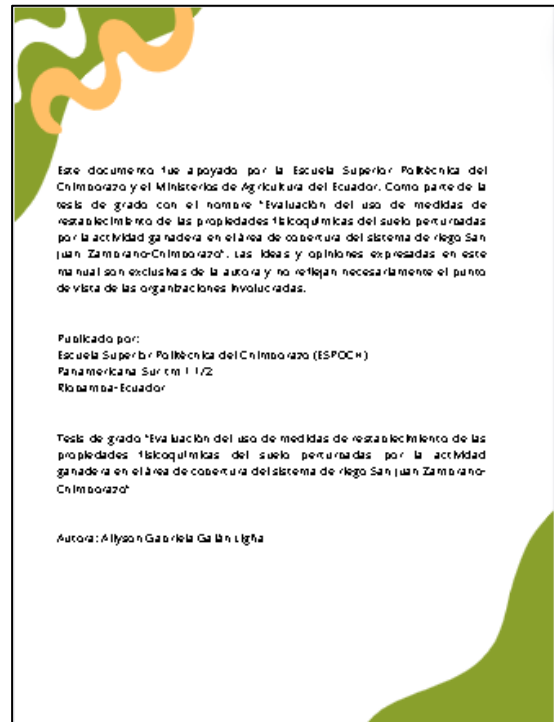 Este documento fue apoyado por la Escuela Superior Politécnica del
Chimborazo y el Ministerios de Agricultura del Ecuador. Como parte de la
tesis de grado con el nombre "Evaluación del uso de medidas de
restablecimiento de las propiedades fisicoquímicas del suelo perturbadas
por la actividad ganadera en el área de cobertura del sistema de riego San
Juan Zambrano-Chimborazo". Las ideas y opiniones expresadas en este
manual son exclusivas de la autora y no reflejan necesariamente el punto
de vista de las organizaciones involucradas.
Publicado por:
Escuela Superior Politécnica del Chimborazo (ESPOCH)
Panamericana Sur km 1 1/2
Riobamba-Ecuador
Tesis de grado "Evaluación del uso de medidas de restablecimiento de las
propiedades fisicoquímicas del suelo perturbadas por la actividad
ganadera en el área de cobertura del sistema de riego San Juan Zambrano-
Chimborazo"
Autora: Allyson Gabriela Galán